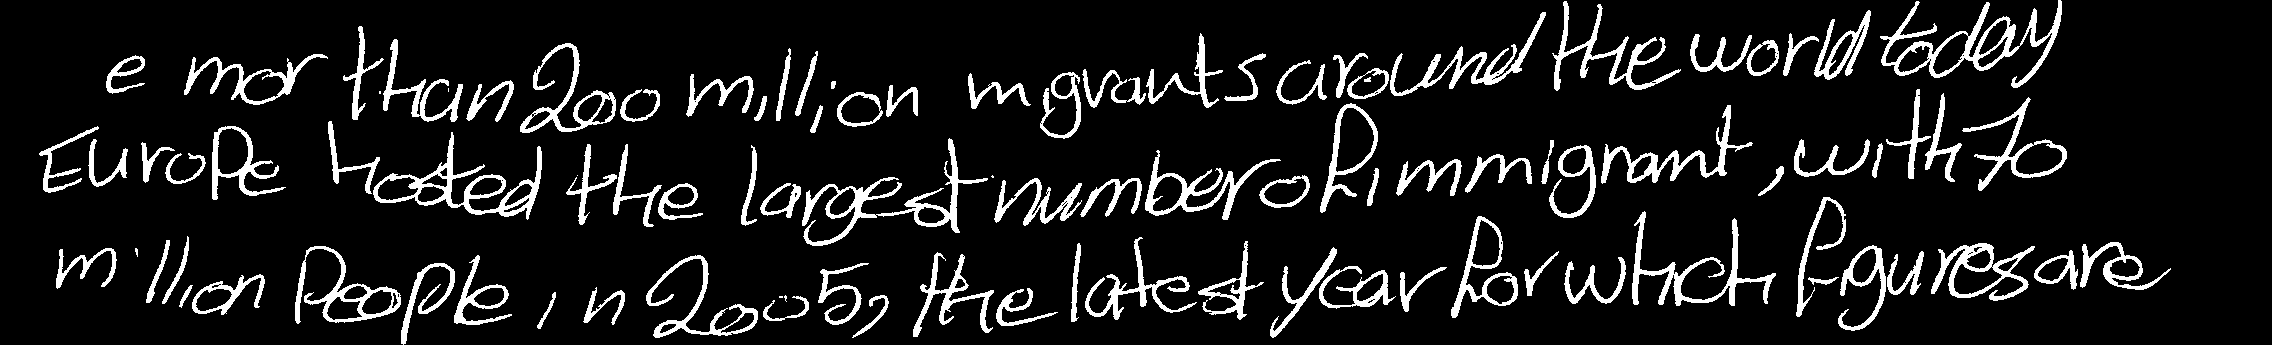 e mor than 200 million migrants around the world today
Europe hosted the largest number of immigrant, with 70
million people in 2005, the latest year for which figures are